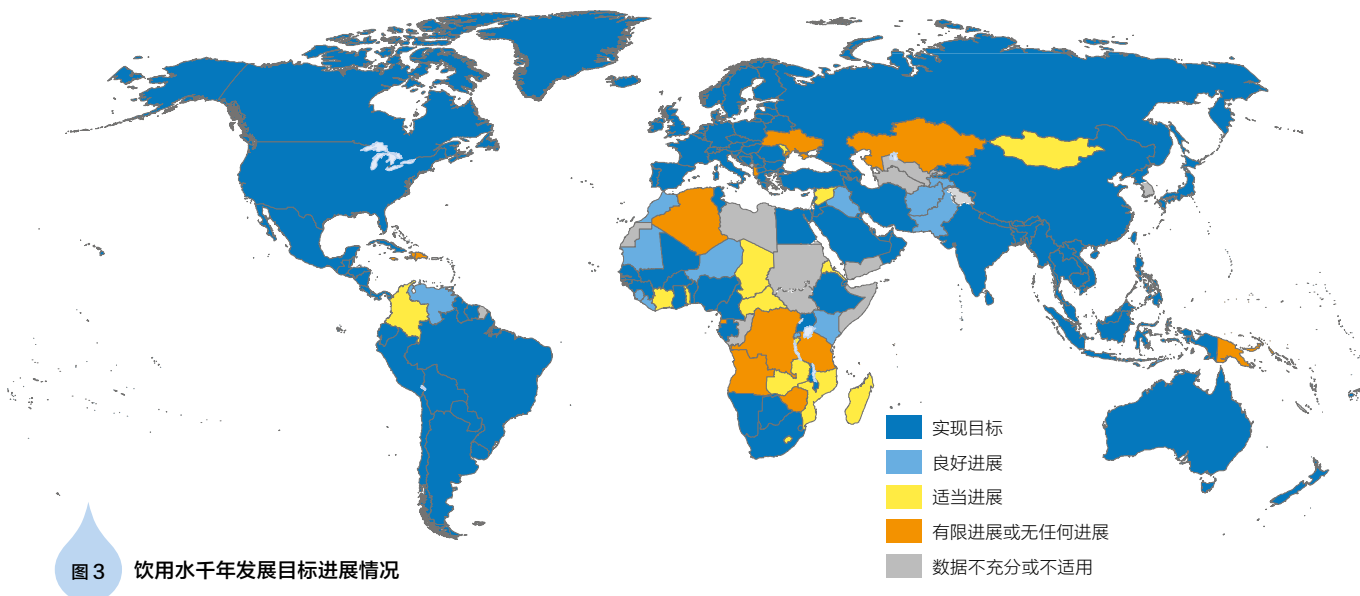 实现目标
良好进展
适当进展
有限进展或无任何进展
数据不充分或不适用
图 3 饮用水千年发展目标进展情况